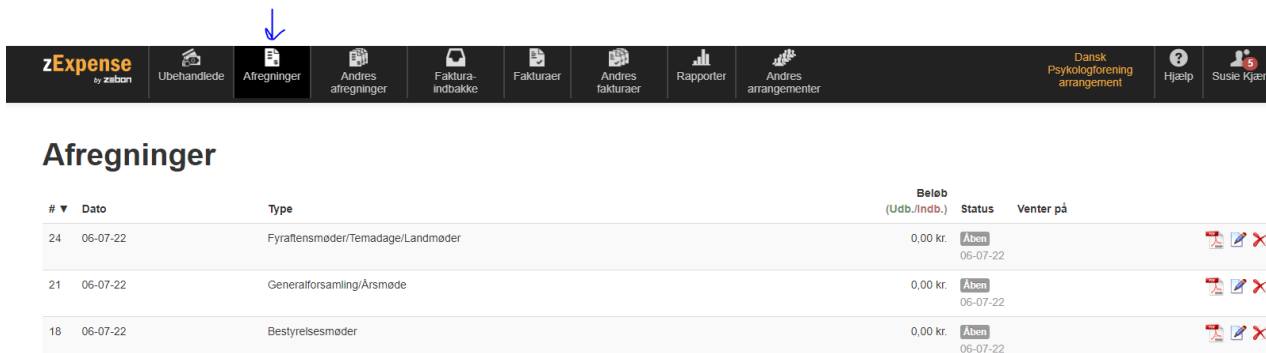 zExpense
by zebon
Ubehandlede
Afregninger
Andres
afregninger
Faktura-
indbakke
Fakturaer
Andres
fakturaer
Rapporter
Andres
arrangementer
Dansk
Psykologforening
arrangement
Hjælp
5
Susie Kjær
Afregninger
# ▼ Dato Type Beløb (Udb./Indb.) Status Venter på
24 06-07-22 Fyraftensmøder/Temadage/Landmøder 0,00 kr. Åben
06-07-22
21 06-07-22 Generalforsamling/Årsmøde 0,00 kr. Åben
06-07-22
18 06-07-22 Bestyrelsesmøder 0,00 kr. Åben
06-07-22